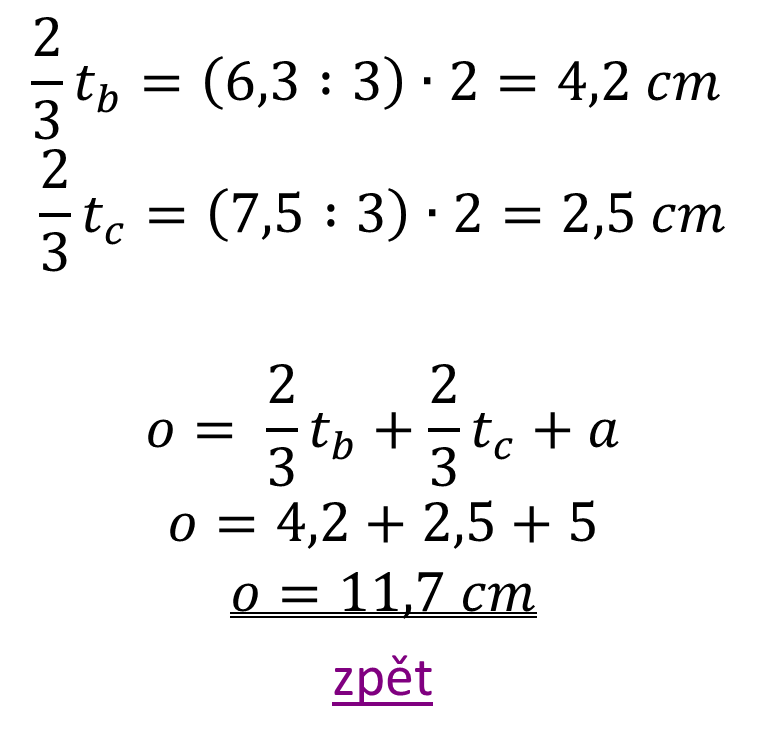 2/3 t_b = (6,3 : 3) · 2 = 4,2 cm
2/3 t_c = (7,5 : 3) · 2 = 2,5 cm
o = 2/3 t_b + 2/3 t_c + a
o = 4,2 + 2,5 + 5
o = 11,7 cm
zpět